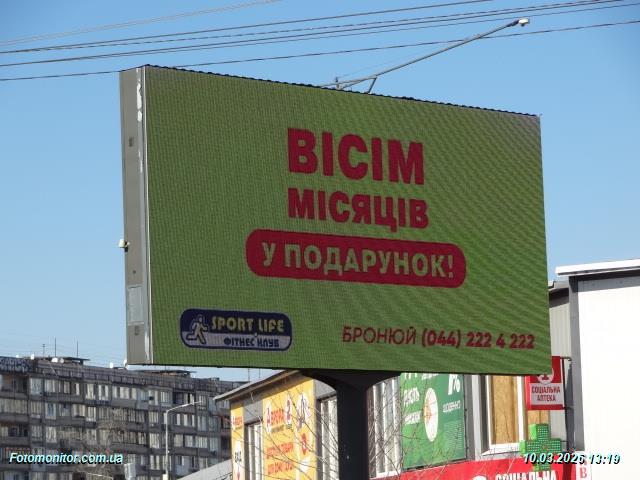 ВІСІМ
МІСЯЦІВ
У ПОДАРУНОК!
SPORT LIFE
ФІТНЕС КЛУБ
БРОНЮЙ (044) 222 4 222
СОЦІАЛЬНА
АПТЕКА
Fotomonitor.com.ua
10.03.2026 13:19